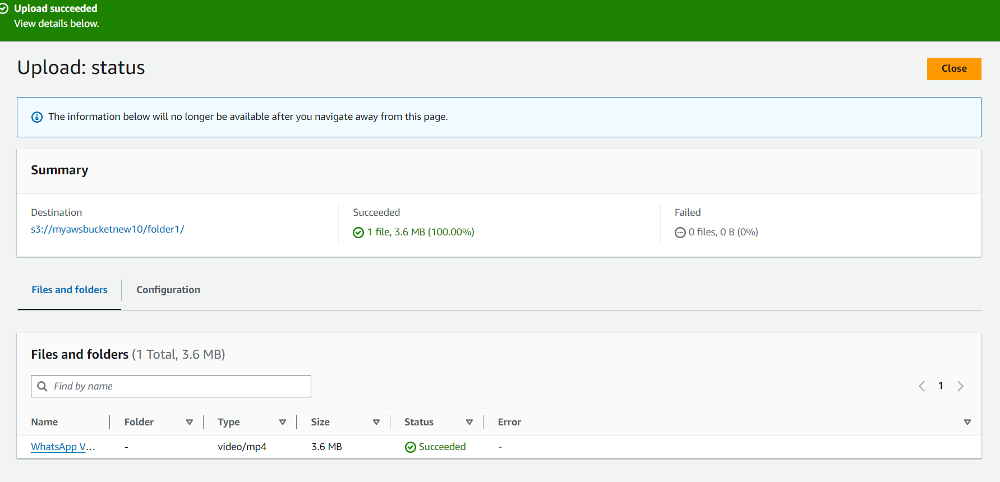 Upload succeeded
View details below.
Upload: status
Close
The information below will no longer be available after you navigate away from this page.
Summary
Destination
s3://myawsbucketnew10/folder1/
Succeeded
1 file, 3.6 MB (100.00%)
Failed
0 files, 0 B (0%)
Files and folders
Configuration
Files and folders (1 Total, 3.6 MB)
Find by name
1
Name Folder Type Size Status Error
WhatsApp V... - video/mp4 3.6 MB Succeeded -